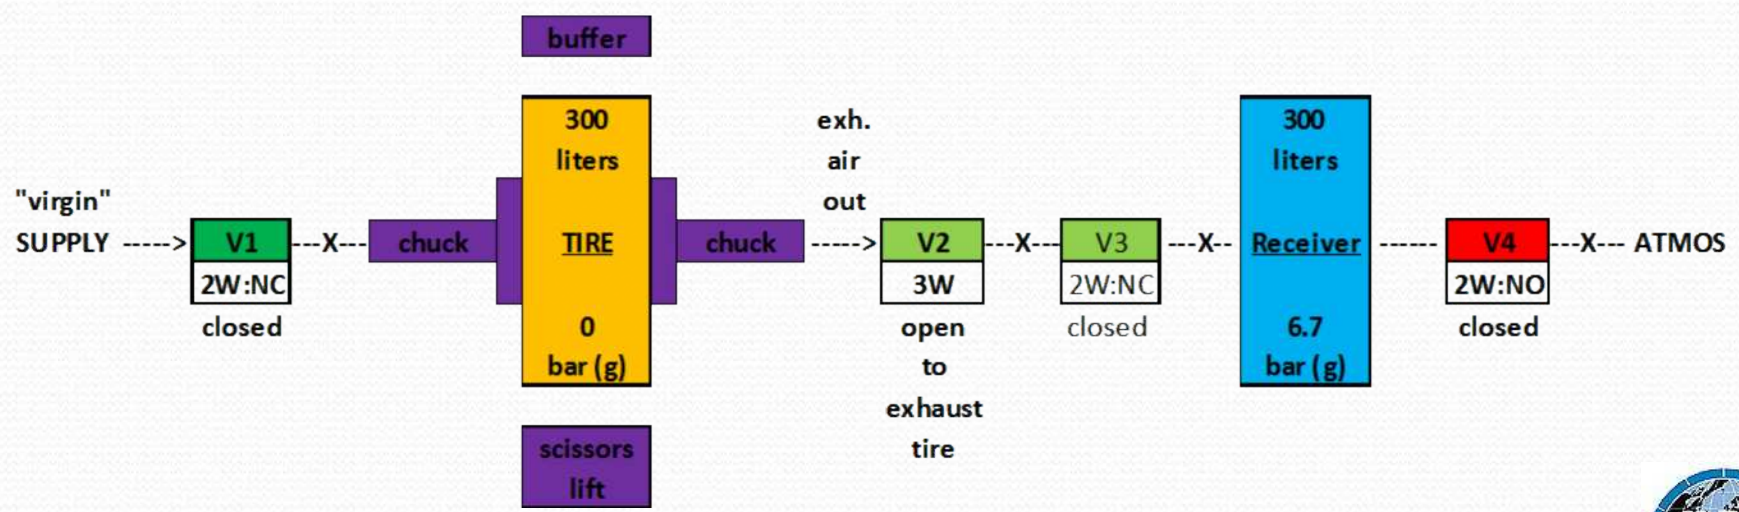 buffer
300
liters
TIRE
0
bar (g)
scissors
lift
"virgin"
SUPPLY ----->
V1
2W:NC
closed
---X---
chuck
chuck
exh.
air
out
----->
V2
3W
open
to
exhaust
tire
---X---
V3
2W:NC
closed
---X--
300
liters
Receiver
6.7
bar (g)
------
V4
2W:NO
closed
---X--- ATMOS